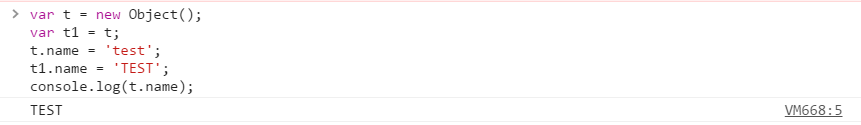 > var t = new Object();
var t1 = t;
t.name = 'test';
t1.name = 'TEST';
console.log(t.name);
TEST VM668:5